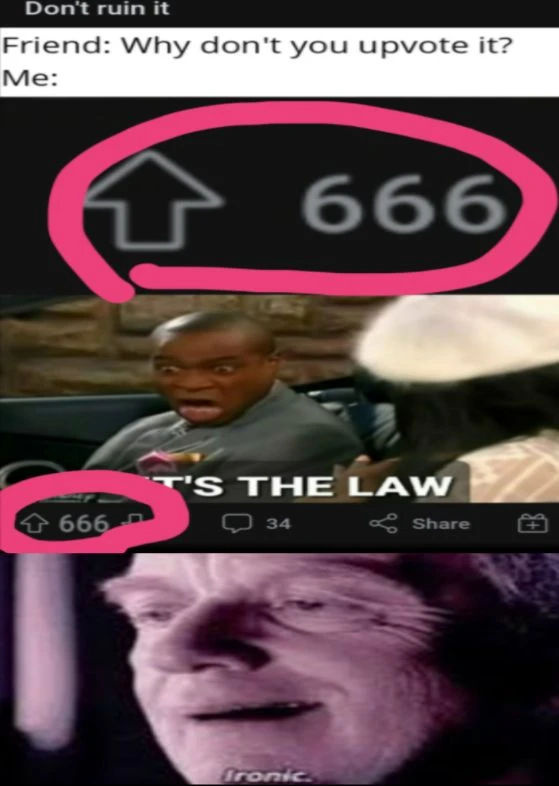 Don't ruin it
Friend: Why don't you upvote it?
Me:
666
T'S THE LAW
666
34
Share
Ironic.